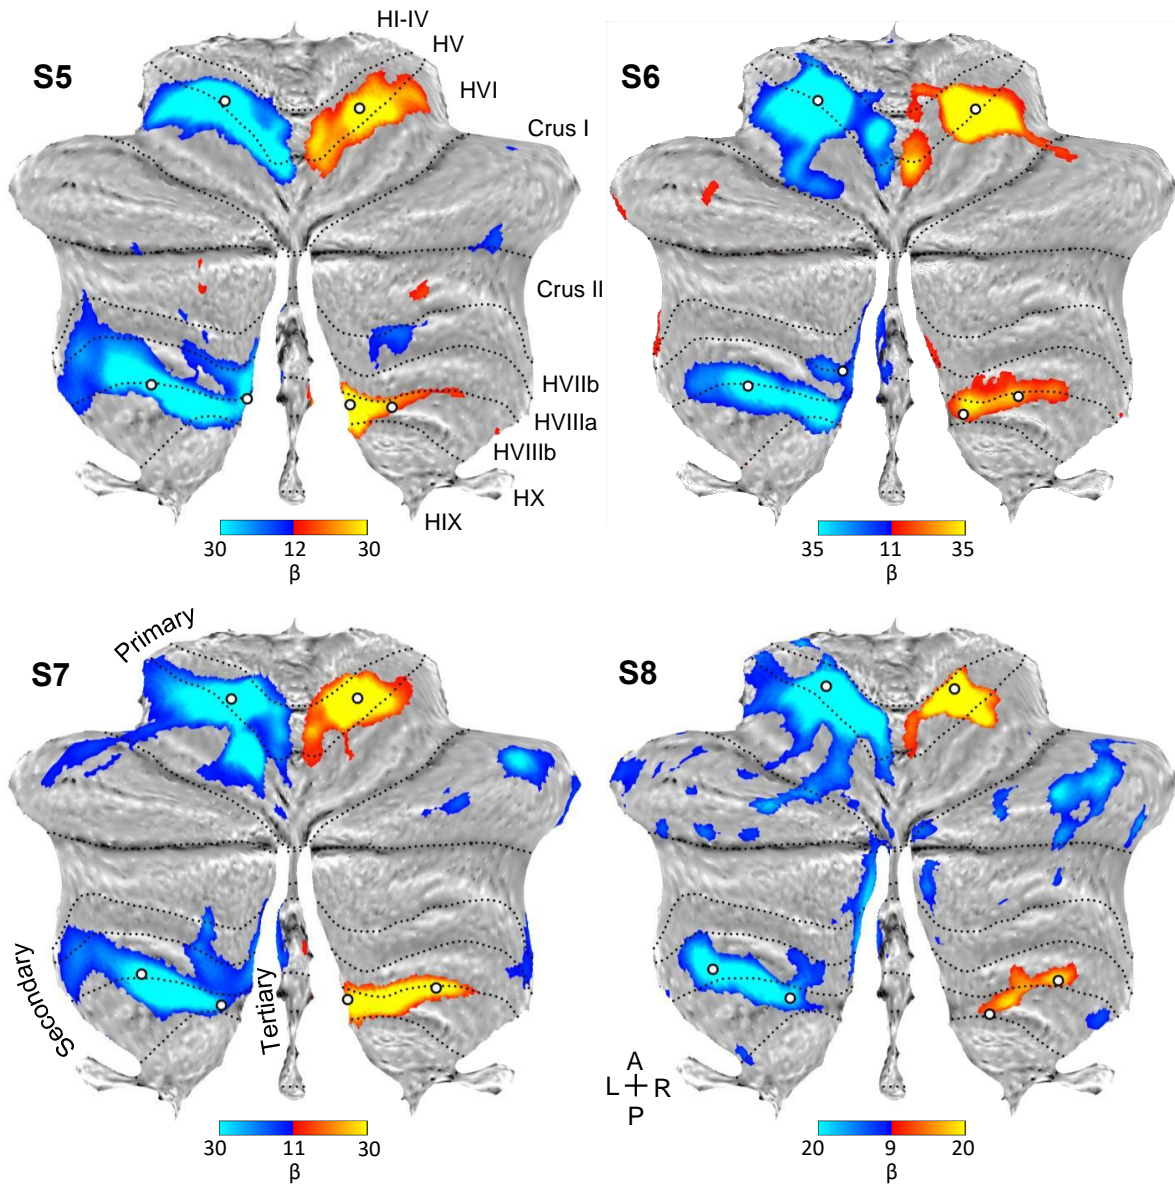 HI-IV
HV
S5
S6
HVI
Crus I
Crus II
HVIIb
HVIIIa
HVIIIb
HX
HIX
30 12 30
β
35 11 35
β
Primary
S7
S8
Secondary
Tertiary
A
L R
P
30 11 30
β
20 9 20
β